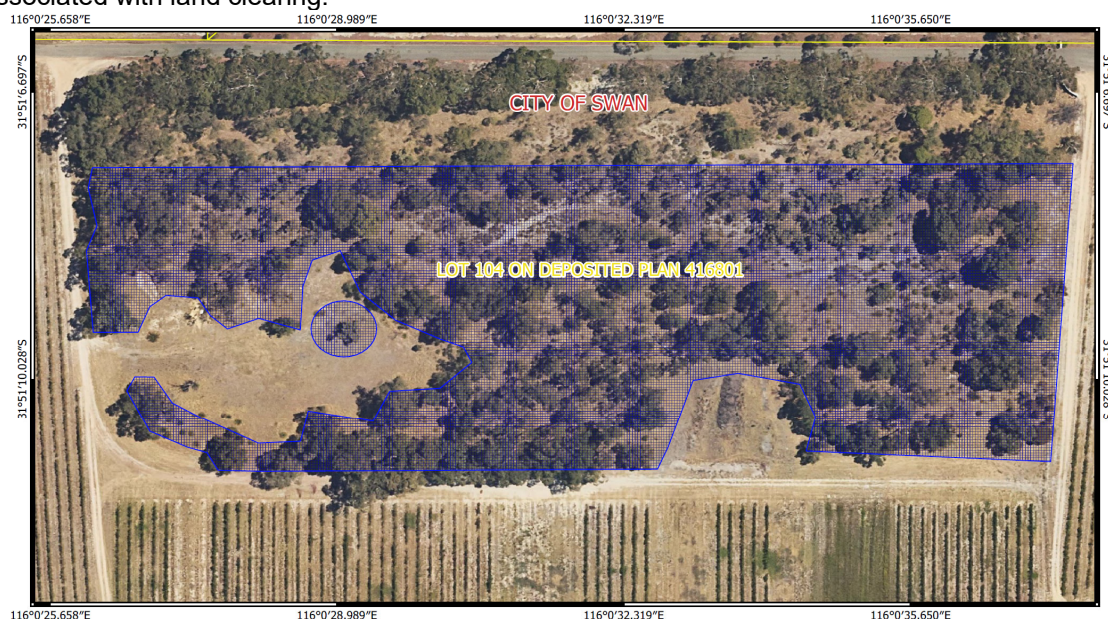 ssociated with land clearing.
116°0′25.658″E 116°0′28.989″E 116°0′32.319″E 116°0′35.650″E
31°51′6.697″S
CITY OF SWAN
LOT 104 ON DEPOSITED PLAN 416801
31°51′10.028″S
116°0′25.658″E 116°0′28.989″E 116°0′32.319″E 116°0′35.650″E